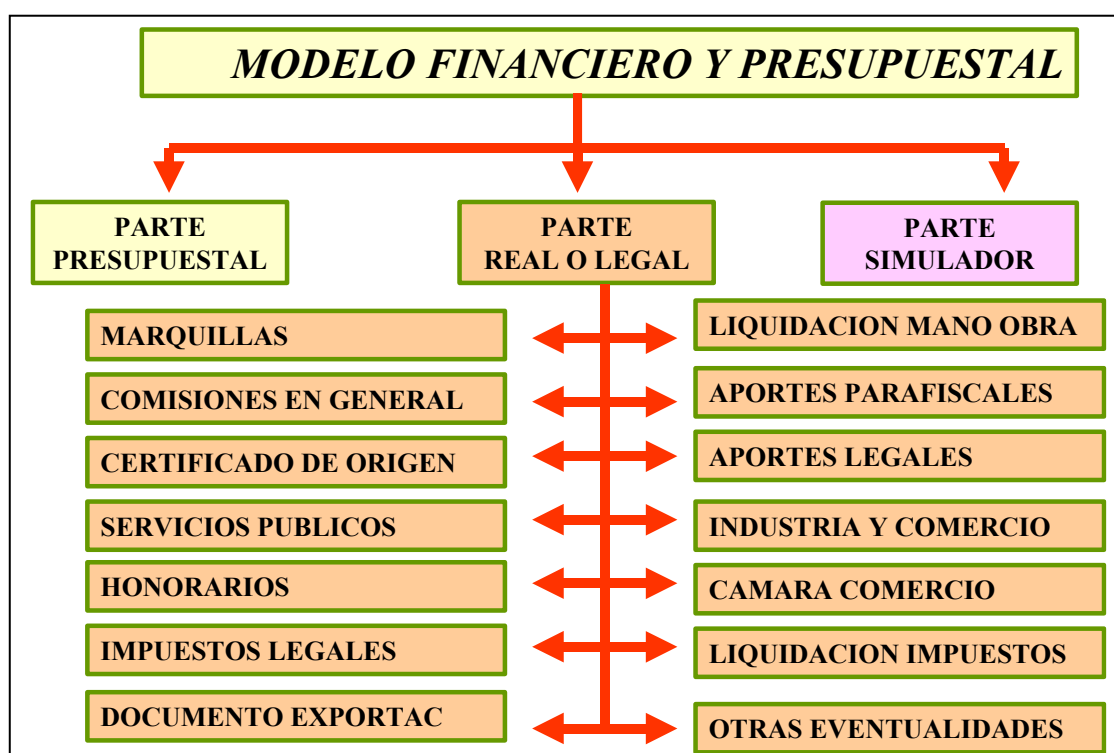 MODELO FINANCIERO Y PRESUPUESTAL
PARTE
PRESUPUESTAL
PARTE
REAL O LEGAL
PARTE
SIMULADOR
MARQUILLAS
LIQUIDACION MANO OBRA
COMISIONES EN GENERAL
APORTES PARAFISCALES
CERTIFICADO DE ORIGEN
APORTES LEGALES
SERVICIOS PUBLICOS
INDUSTRIA Y COMERCIO
HONORARIOS
CAMARA COMERCIO
IMPUESTOS LEGALES
LIQUIDACION IMPUESTOS
DOCUMENTO EXPORTAC
OTRAS EVENTUALIDADES